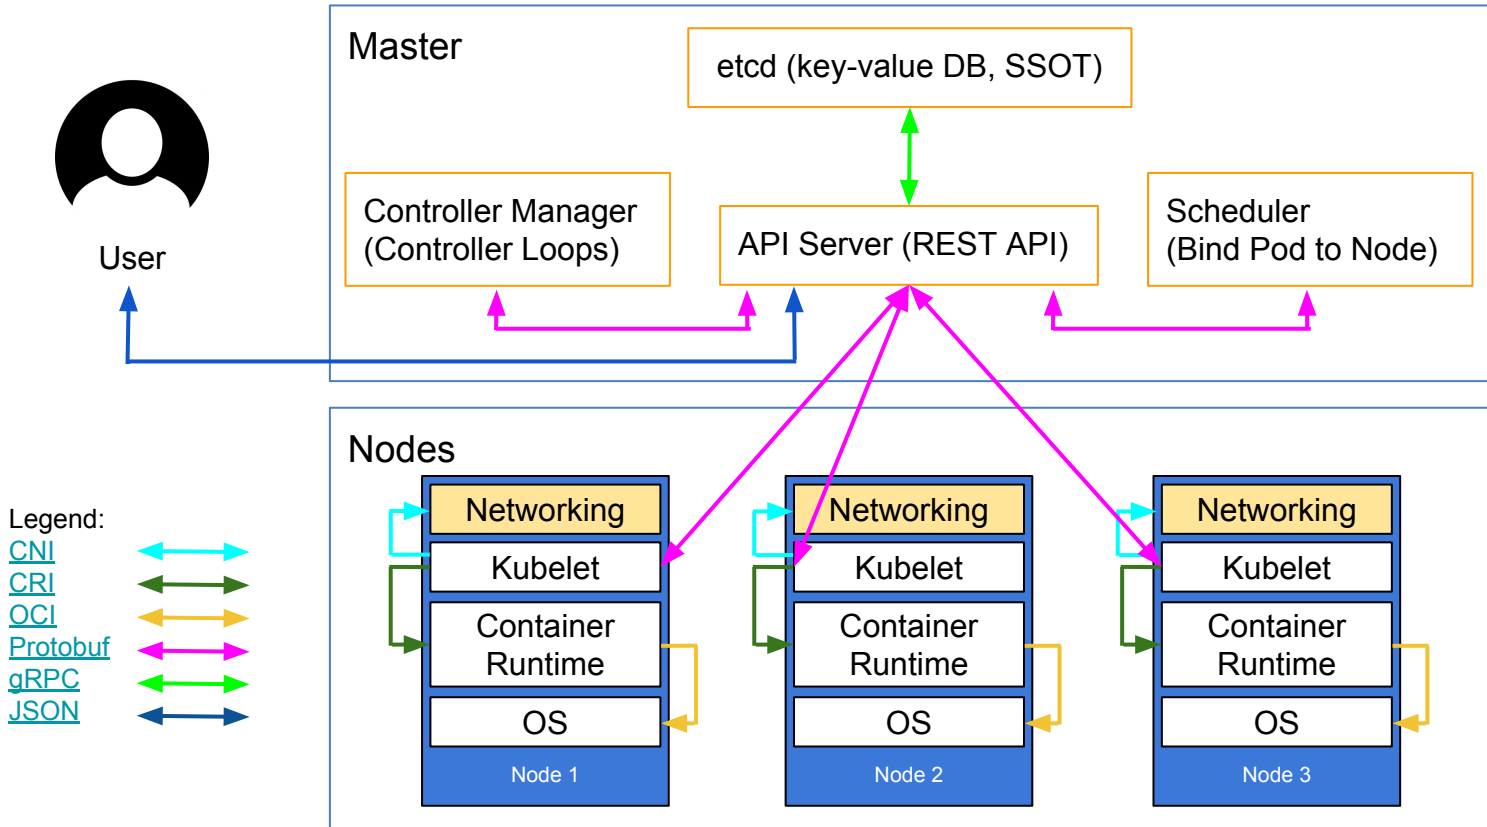 Master
etcd (key-value DB, SSOT)
Controller Manager
(Controller Loops)
API Server (REST API)
Scheduler
(Bind Pod to Node)
User
Nodes
Networking
Kubelet
Container
Runtime
OS
Node 1
Networking
Kubelet
Container
Runtime
OS
Node 2
Networking
Kubelet
Container
Runtime
OS
Node 3
Legend:
CNI
CRI
OCI
Protobuf
gRPC
JSON